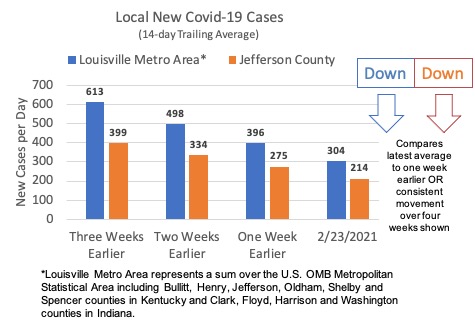 Local New Covid-19 Cases
(14-day Trailing Average)
Louisville Metro Area* Jefferson County
New Cases per Day
700
600
500
400
300
200
100
0
613
399
498
334
396
275
304
214
Three Weeks
Earlier
Two Weeks
Earlier
One Week
Earlier
2/23/2021
Down Down
Compares
latest average
to one week
earlier OR
consistent
movement
over four
weeks shown
*Louisville Metro Area represents a sum over the U.S. OMB Metropolitan
Statistical Area including Bullitt, Henry, Jefferson, Oldham, Shelby and
Spencer counties in Kentucky and Clark, Floyd, Harrison and Washington
counties in Indiana.